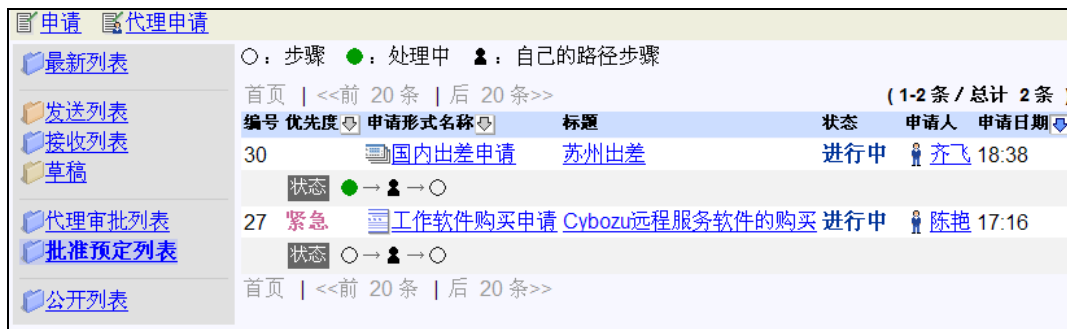 申请 代理申请
最新列表
发送列表
接收列表
草稿
代理审批列表
批准预定列表
公开列表
○：步骤 ●：处理中 ：自己的路径步骤
首页 | <<前 20 条 | 后 20 条>> (1-2 条 / 总计 2 条 )
编号 优先度 申请形式名称 标题 状态 申请人 申请日期
30 国内出差申请 苏州出差 进行中 齐飞 18:38
状态 ●→ →○
27 紧急 工作软件购买申请 Cybozu远程服务软件的购买 进行中 陈艳 17:16
状态 ○→ →○
首页 | <<前 20 条 | 后 20 条>>